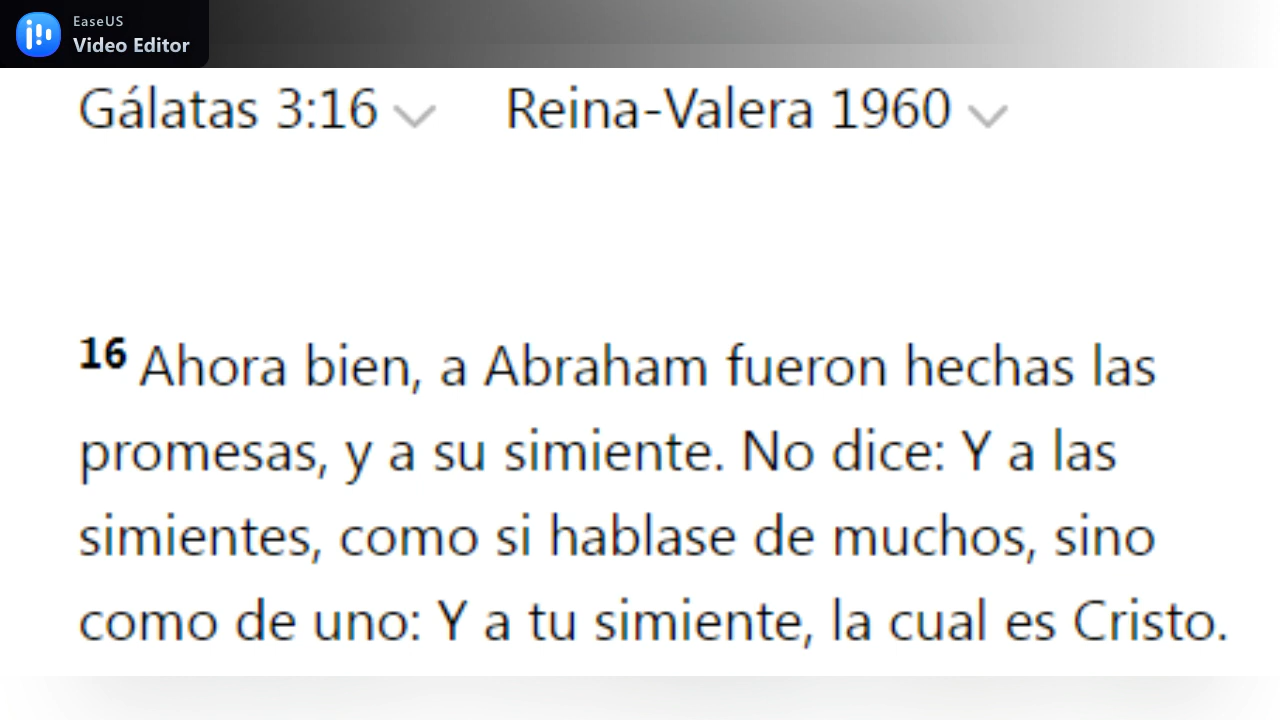 EaseUS
Video Editor
Gálatas 3:16 Reina-Valera 1960
16 Ahora bien, a Abraham fueron hechas las
promesas, y a su simiente. No dice: Y a las
simientes, como si hablase de muchos, sino
como de uno: Y a tu simiente, la cual es Cristo.